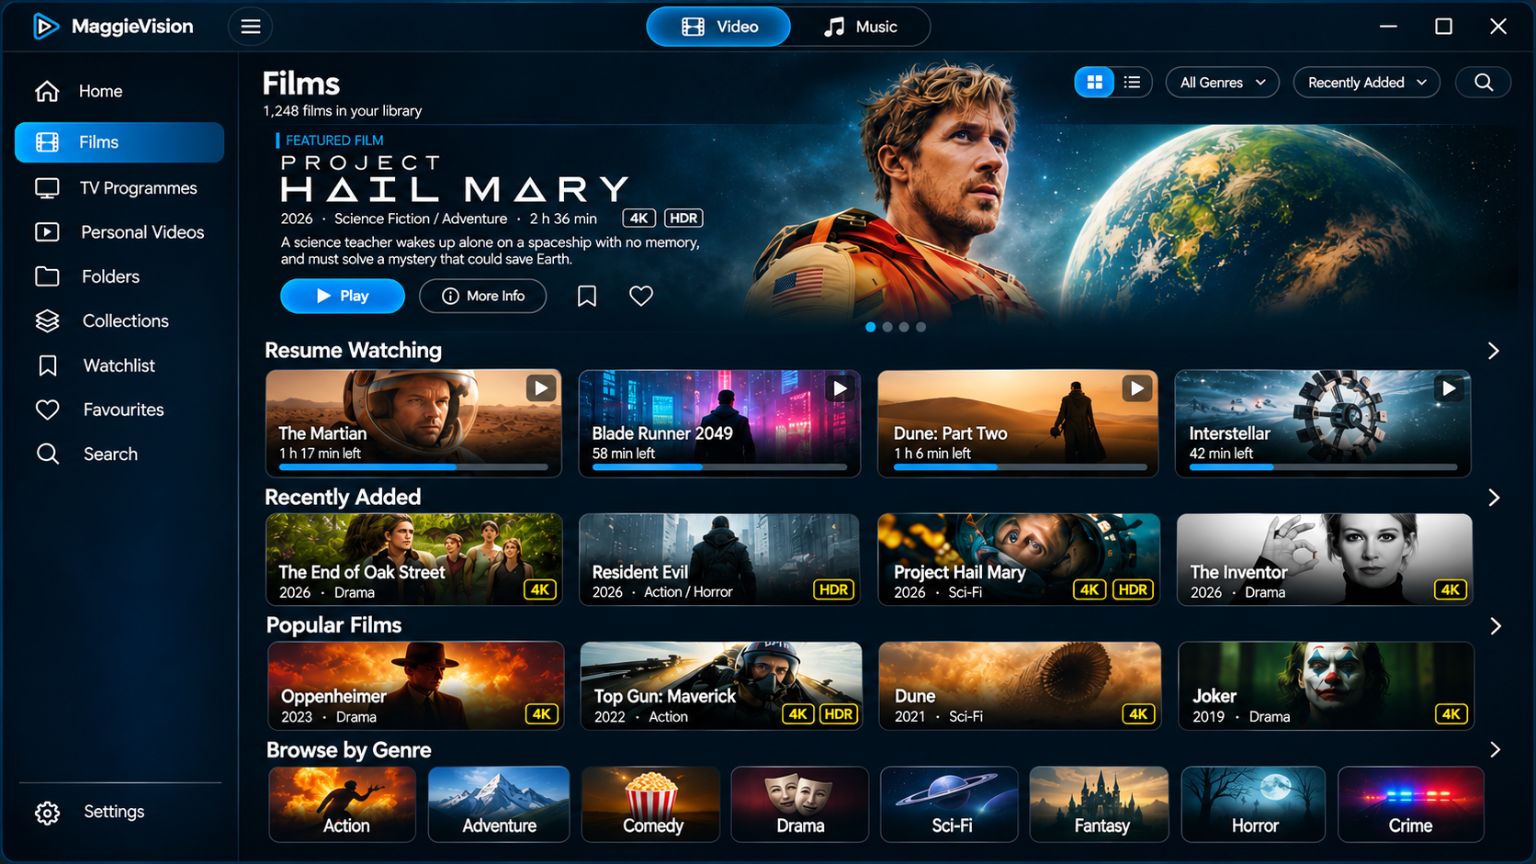 MaggieVision
Video
Music
Home
Films
TV Programmes
Personal Videos
Folders
Collections
Watchlist
Favourites
Search
Settings
Films
1,248 films in your library
All Genres
Recently Added
FEATURED FILM
PROJECT
HAIL MARY
2026 · Science Fiction / Adventure · 2 h 36 min 4K HDR
A science teacher wakes up alone on a spaceship with no memory,
and must solve a mystery that could save Earth.
Play
More Info
Resume Watching
The Martian
1 h 17 min left
Blade Runner 2049
58 min left
Dune: Part Two
1 h 6 min left
Interstellar
42 min left
Recently Added
The End of Oak Street
2026 · Drama 4K
Resident Evil
2026 · Action / Horror HDR
Project Hail Mary
2026 · Sci-Fi 4K HDR
The Inventor
2026 · Drama 4K
Popular Films
Oppenheimer
2023 · Drama 4K
Top Gun: Maverick
2022 · Action 4K HDR
Dune
2021 · Sci-Fi 4K
Joker
2019 · Drama 4K
Browse by Genre
Action
Adventure
Comedy
Drama
Sci-Fi
Fantasy
Horror
Crime